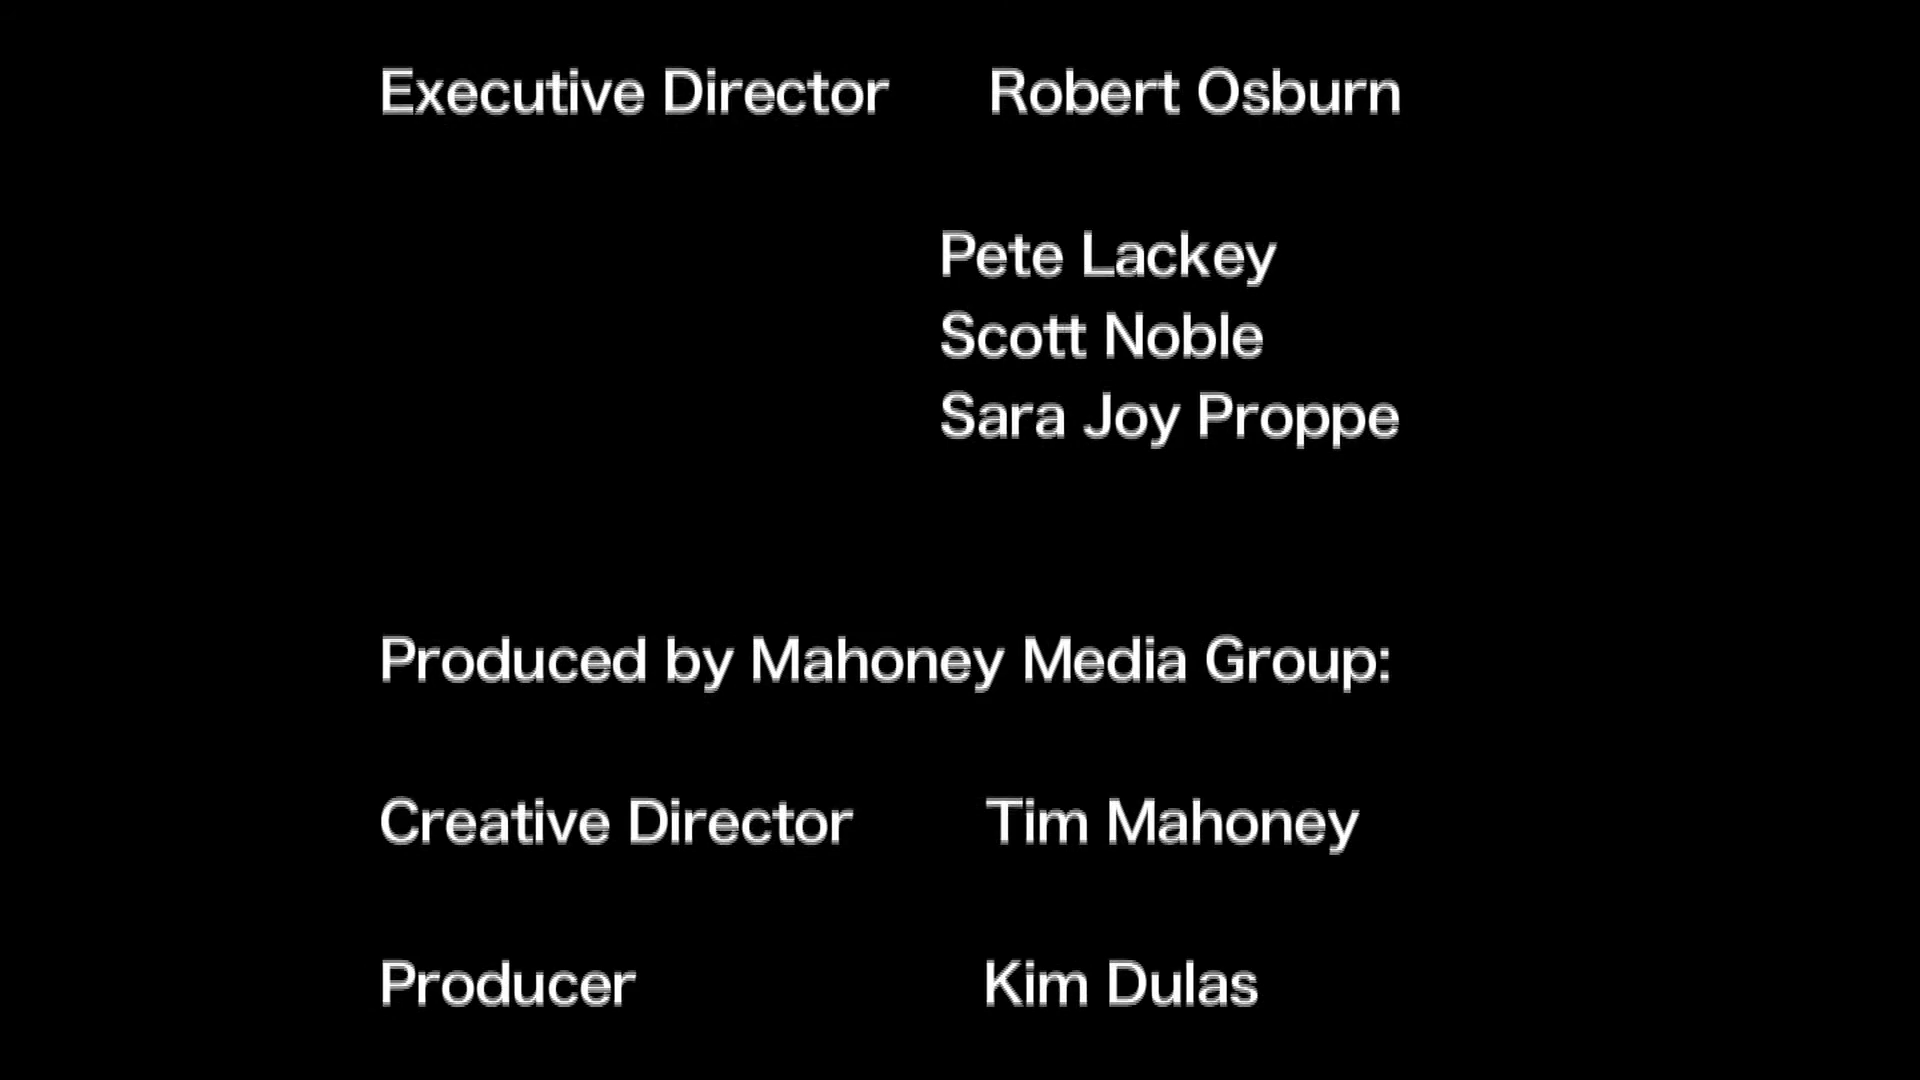 Executive Director Robert Osburn
Pete Lackey
Scott Noble
Sara Joy Proppe
Produced by Mahoney Media Group:
Creative Director Tim Mahoney
Producer Kim Dulas